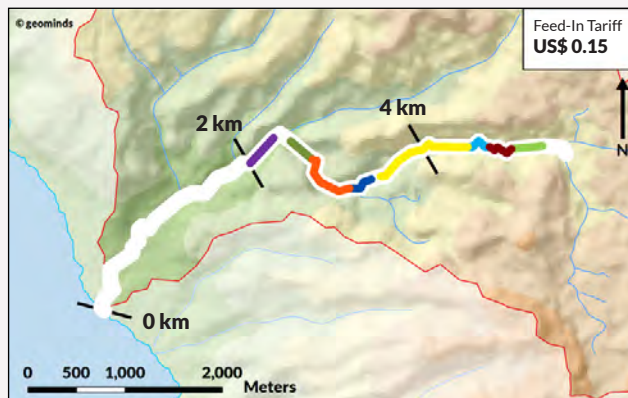 © geominds
Feed-In Tariff
US$ 0.15
2 km
4 km
N
0 km
0 500 1,000 2,000
Meters